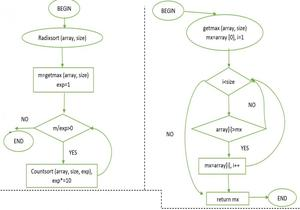 BEGIN
Radixsort (array, size)
m=getmax (array, size)
exp=1
m/exp>0
NO
END
YES
Countsort (array, size, exp),
exp*=10
BEGIN
getmax (array, size)
mx=array [0], i=1
i<size
NO
NO
array[i]>mx
YES
mx=array[i], i++
return mx
END